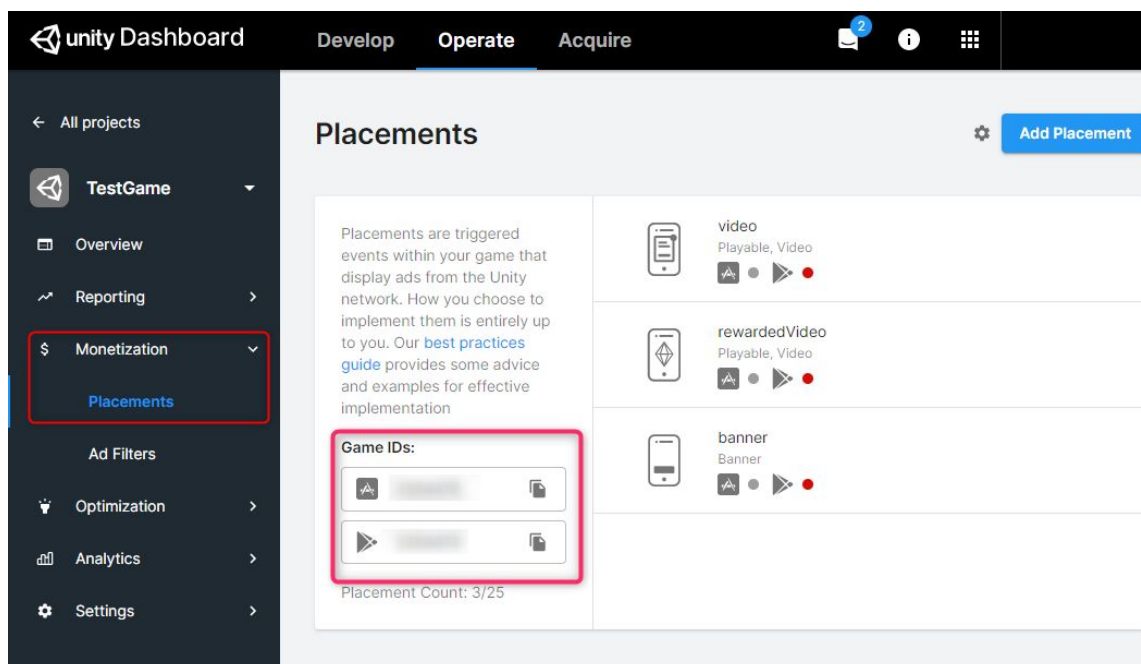 unity Dashboard
Develop
Operate
Acquire
2
All projects
TestGame
Overview
Reporting
Monetization
Placements
Ad Filters
Optimization
Analytics
Settings
Placements
Add Placement
Placements are triggered
events within your game that
display ads from the Unity
network. How you choose to
implement them is entirely up
to you. Our best practices
guide provides some advice
and examples for effective
implementation
Game IDs:
Placement Count: 3/25
video
Playable, Video
rewardedVideo
Playable, Video
banner
Banner